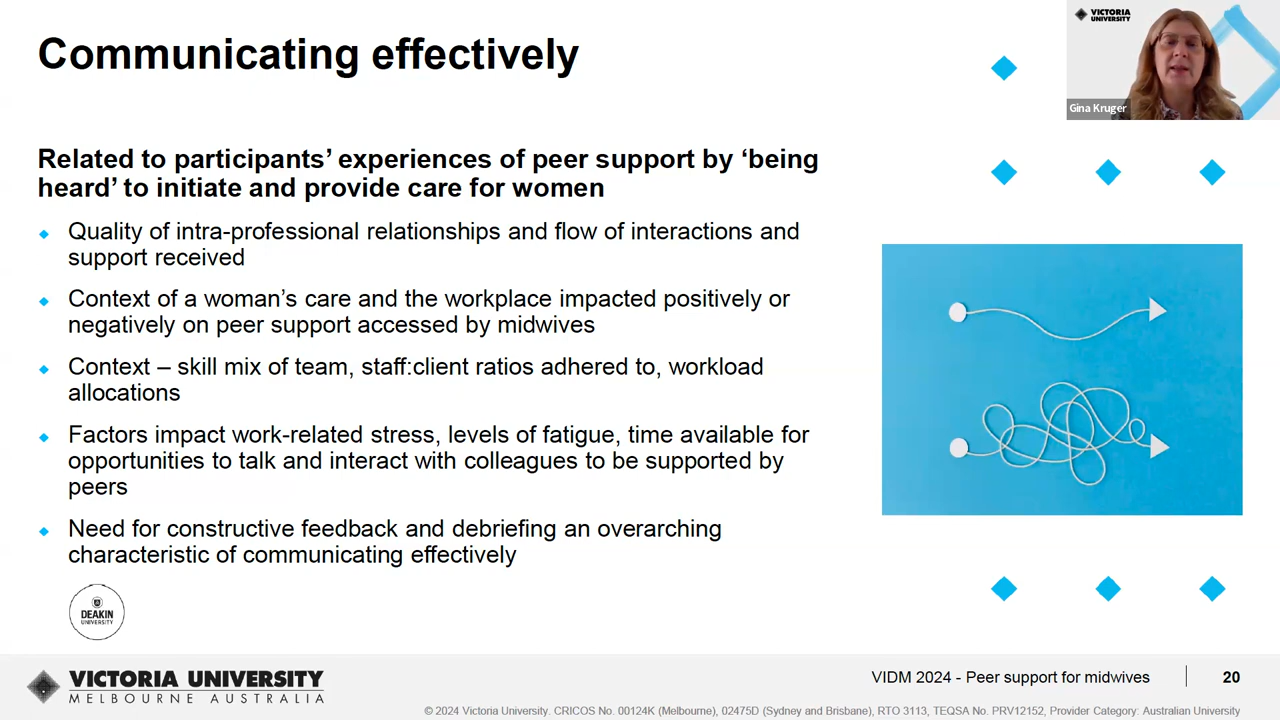 Communicating effectively
VICTORIA
UNIVERSITY
Gina Kruger
Related to participants’ experiences of peer support by ‘being
heard’ to initiate and provide care for women
Quality of intra-professional relationships and flow of interactions and
support received
Context of a woman’s care and the workplace impacted positively or
negatively on peer support accessed by midwives
Context – skill mix of team, staff:client ratios adhered to, workload
allocations
Factors impact work-related stress, levels of fatigue, time available for
opportunities to talk and interact with colleagues to be supported by
peers
Need for constructive feedback and debriefing an overarching
characteristic of communicating effectively
DEAKIN
UNIVERSITY
VICTORIA UNIVERSITY
MELBOURNE AUSTRALIA
VIDM 2024 - Peer support for midwives
20
© 2024 Victoria University. CRICOS No. 00124K (Melbourne), 02475D (Sydney and Brisbane), RTO 3113, TEQSA No. PRV12152, Provider Category: Australian University